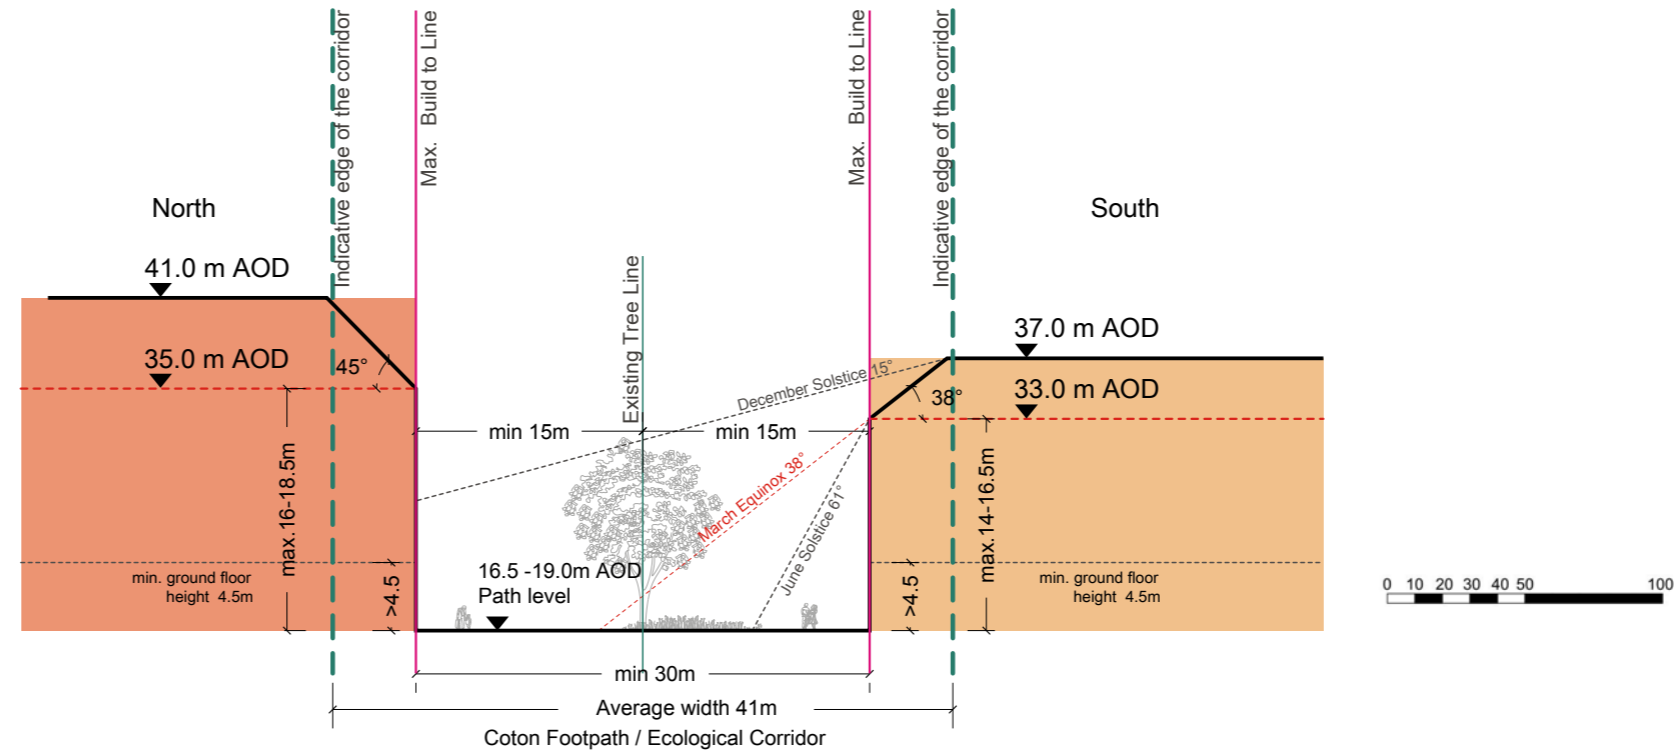 Indicative edge of the corridor
Max. Build to Line
Max. Build to Line
Indicative edge of the corridor
North
South
41.0 m AOD
35.0 m AOD
45°
Existing Tree Line
December Solstice 15°
37.0 m AOD
33.0 m AOD
38°
min 15m
min 15m
max.16-18.5m
March Equinox 38°
June Solstice 61°
max.14-16.5m
min. ground floor
height 4.5m
>4.5
16.5 -19.0m AOD
Path level
>4.5
min. ground floor
height 4.5m
0 10 20 30 40 50 100
min 30m
Average width 41m
Coton Footpath / Ecological Corridor